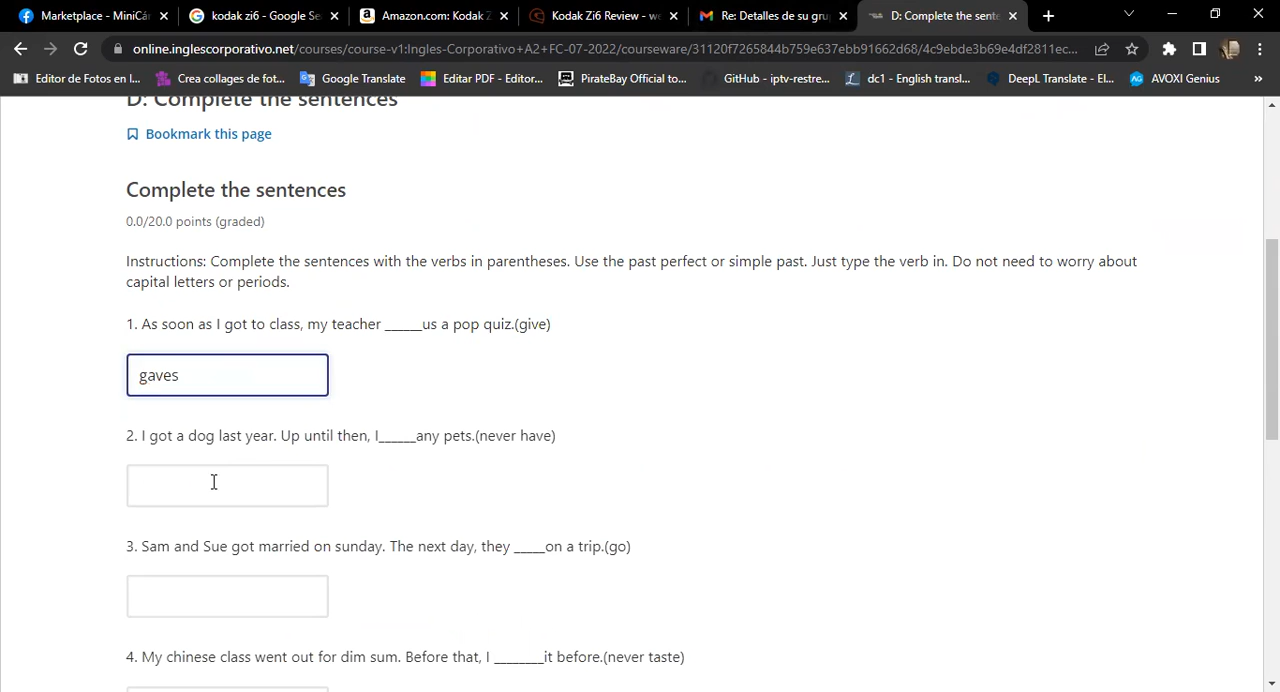 Marketplace - MiniCá
kodak zi6 - Google Se
Amazon.com: Kodak Z
Kodak Zi6 Review - we
Re: Detalles de su gru
D: Complete the sente
online.inglescorporativo.net/courses/course-v1:Ingles-Corporativo+A2+FC-07-2022/courseware/31120f7265844b759e637ebb91662d68/4c9ebde3b69e4df2811ec...
Editor de Fotos en l...
Crea collages de fot...
Google Translate
Editar PDF - Editor...
PirateBay Official to...
GitHub - iptv-restre...
dc1 - English transl...
DeepL Translate - El...
AVOXI Genius
»
D: Complete the sentences
Bookmark this page
Complete the sentences
0.0/20.0 points (graded)
Instructions: Complete the sentences with the verbs in parentheses. Use the past perfect or simple past. Just type the verb in. Do not need to worry about
capital letters or periods.
1. As soon as I got to class, my teacher ______us a pop quiz.(give)
gaves
2. I got a dog last year. Up until then, I______any pets.(never have)
3. Sam and Sue got married on sunday. The next day, they _____on a trip.(go)
4. My chinese class went out for dim sum. Before that, I ________it before.(never taste)